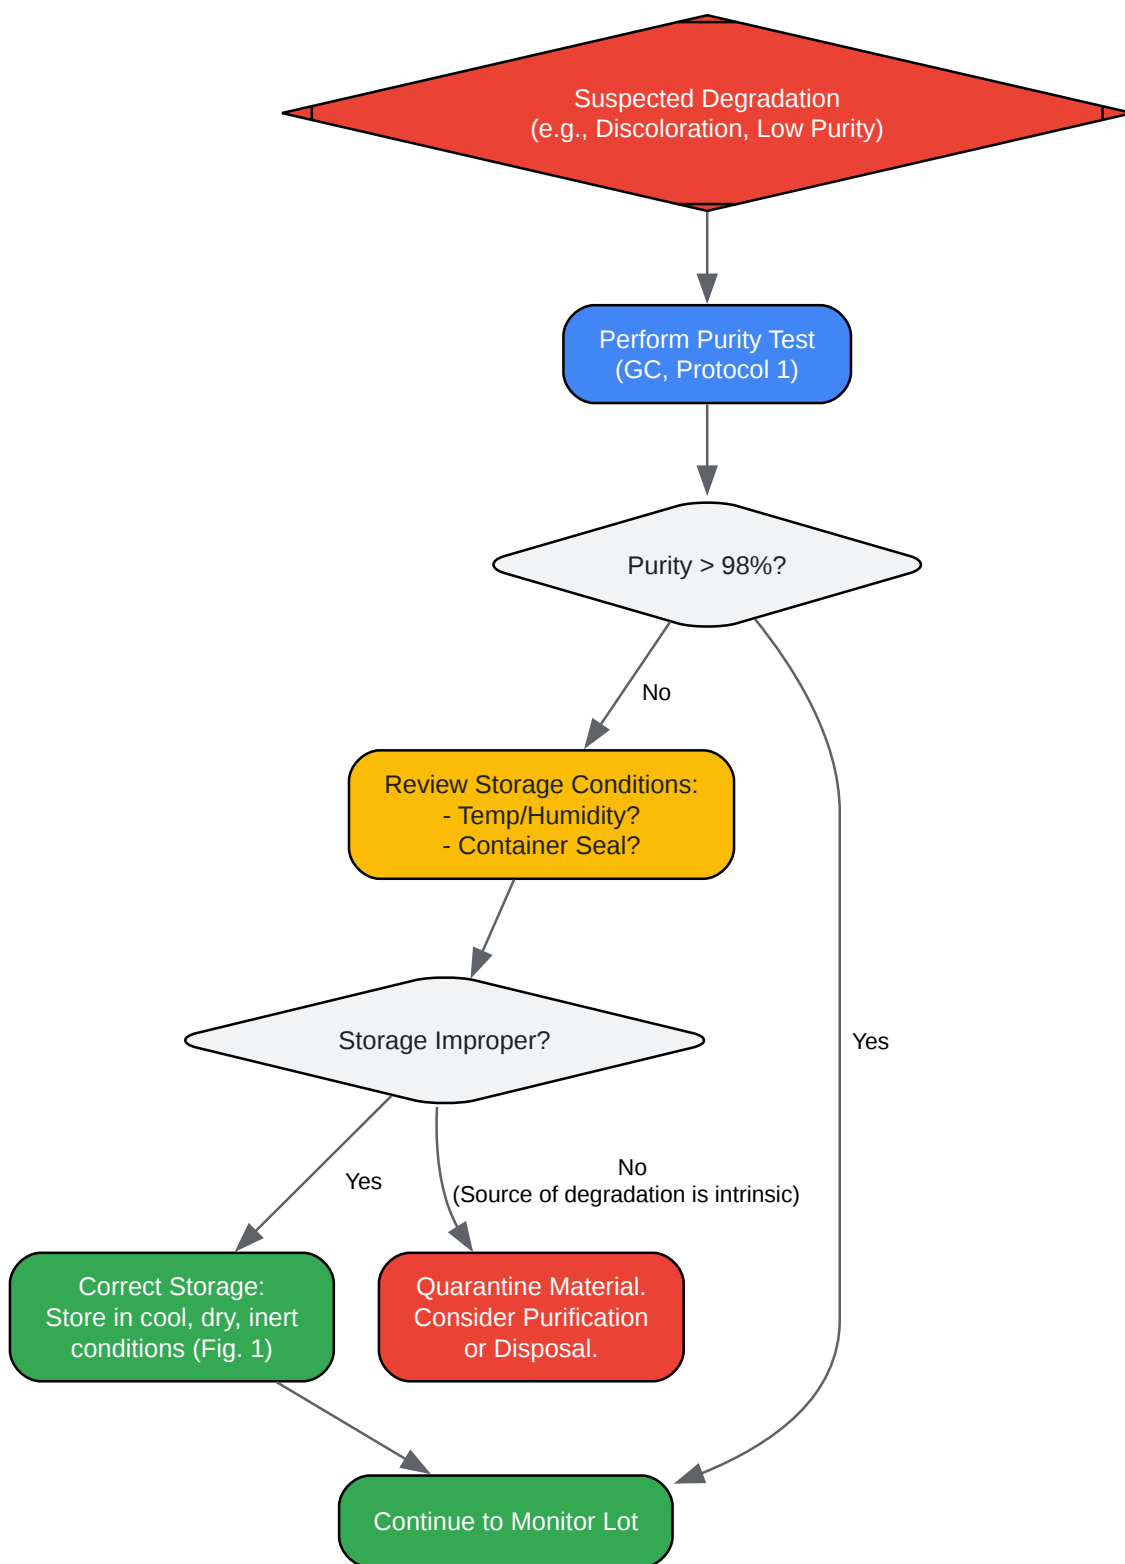 Suspected Degradation
(e.g., Discoloration, Low Purity)
Perform Purity Test
(GC, Protocol 1)
Purity > 98%?
No
Review Storage Conditions:
- Temp/Humidity?
- Container Seal?
Storage Improper?
Yes
Yes
No
(Source of degradation is intrinsic)
Correct Storage:
Store in cool, dry, inert
conditions (Fig. 1)
Quarantine Material.
Consider Purification
or Disposal.
Continue to Monitor Lot